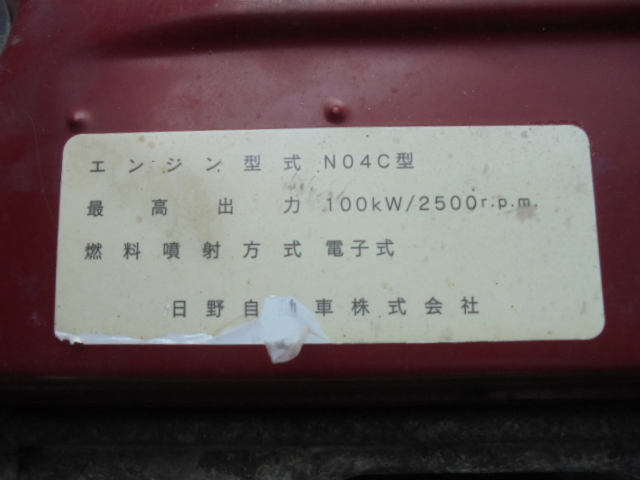 エンジン型式 N04C型
最高出力 100kW/2500r.p.m.
燃料噴射方式 電子式
日野自車株式会社